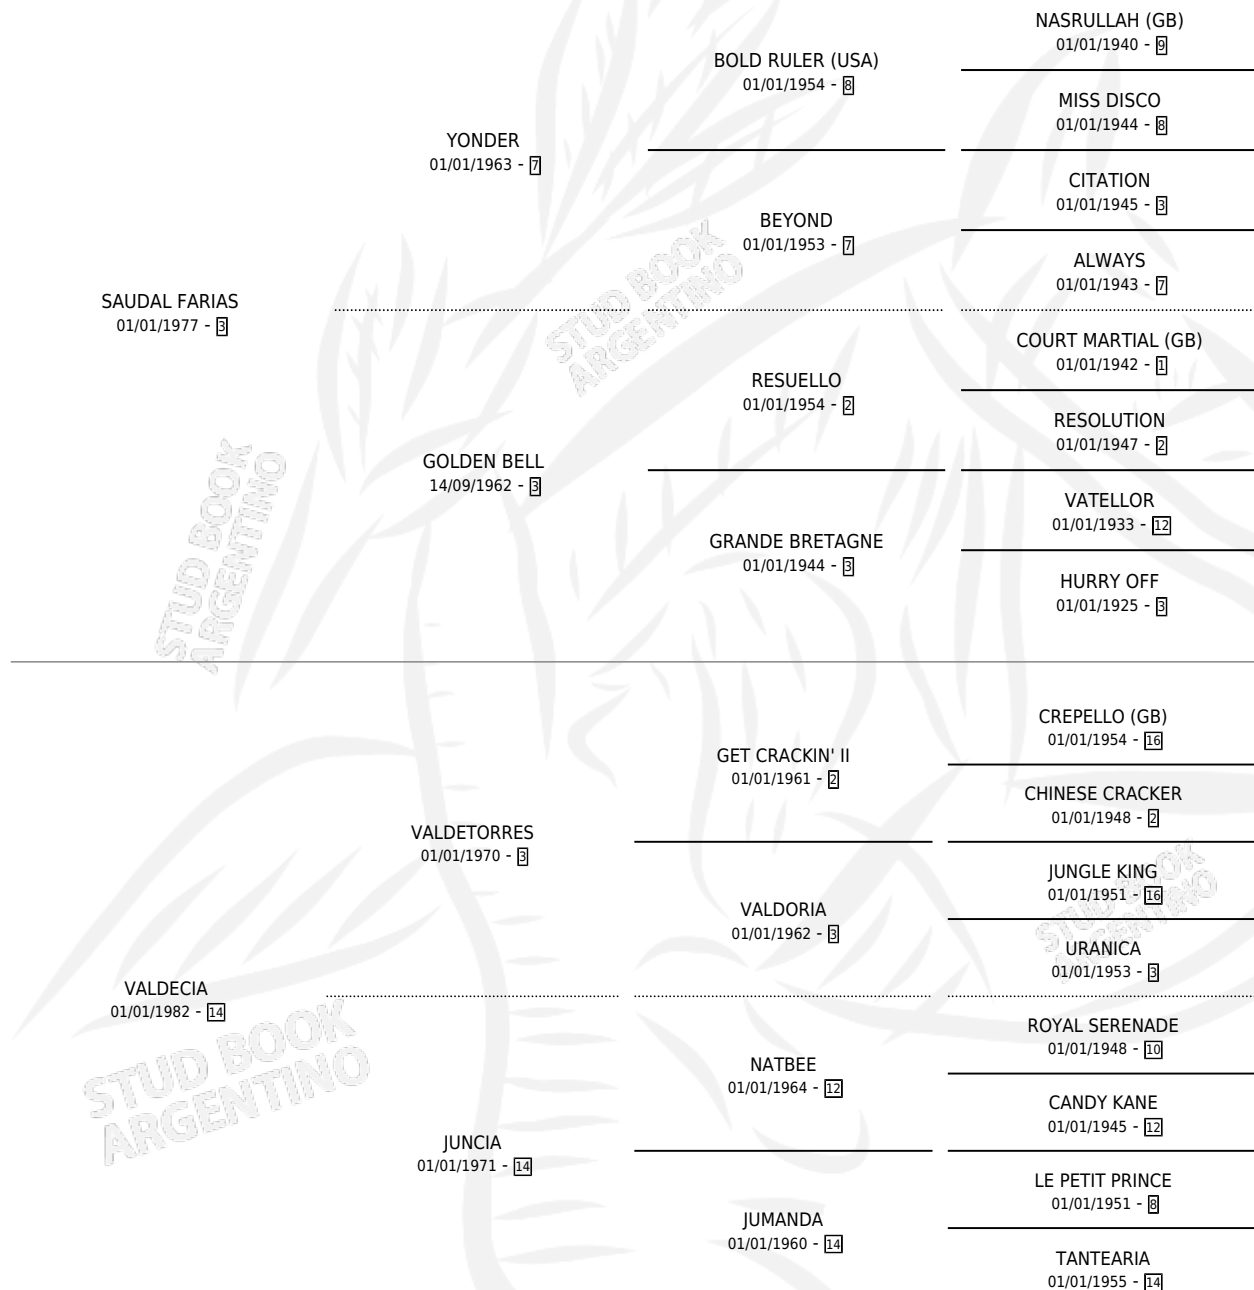 NASRULLAH (GB)
01/01/1940 - 9
BOLD RULER (USA)
01/01/1954 - 8
MISS DISCO
01/01/1944 - 8
YONDER
01/01/1963 - 7
CITATION
01/01/1945 - 3
BEYOND
01/01/1953 - 7
ALWAYS
01/01/1943 - 7
SAUDAL FARIAS
01/01/1977 - 3
COURT MARTIAL (GB)
01/01/1942 - 1
RESUELLO
01/01/1954 - 2
RESOLUTION
01/01/1947 - 2
GOLDEN BELL
14/09/1962 - 3
VATELLOR
01/01/1933 - 12
GRANDE BRETAGNE
01/01/1944 - 3
HURRY OFF
01/01/1925 - 3
CREPELLO (GB)
01/01/1954 - 16
GET CRACKIN' II
01/01/1961 - 2
CHINESE CRACKER
01/01/1948 - 2
VALDETORRES
01/01/1970 - 3
JUNGLE KING
01/01/1951 - 16
VALDORIA
01/01/1962 - 3
URANICA
01/01/1953 - 3
VALDECIA
01/01/1982 - 14
ROYAL SERENADE
01/01/1948 - 10
NATBEE
01/01/1964 - 12
CANDY KANE
01/01/1945 - 12
JUNCIA
01/01/1971 - 14
LE PETIT PRINCE
01/01/1951 - 8
JUMANDA
01/01/1960 - 14
TANTEARIA
01/01/1955 - 14
STUD BOOK
ARGENTINO
STUD BOOK
ARGENTINO
STUD BOOK
ARGENTINO
STUD BOOK
ARGENTINO